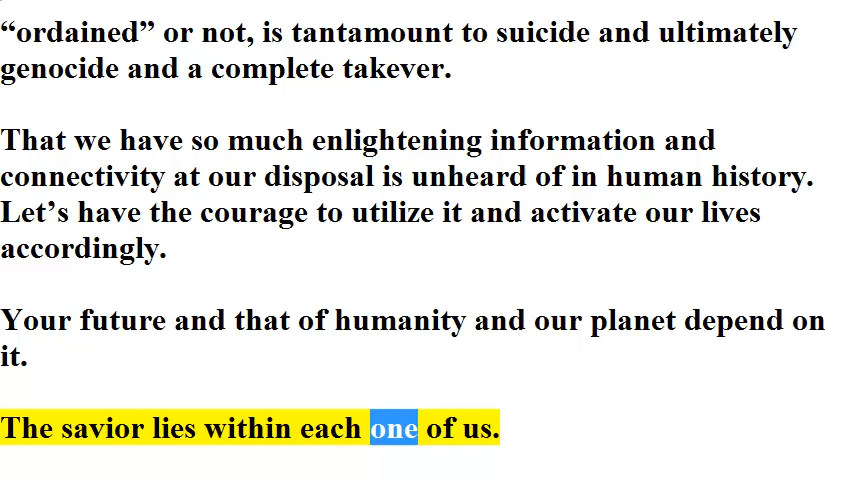 “ordained” or not, is tantamount to suicide and ultimately
genocide and a complete takever.
That we have so much enlightening information and
connectivity at our disposal is unheard of in human history.
Let’s have the courage to utilize it and activate our lives
accordingly.
Your future and that of humanity and our planet depend on
it.
The savior lies within each one of us.